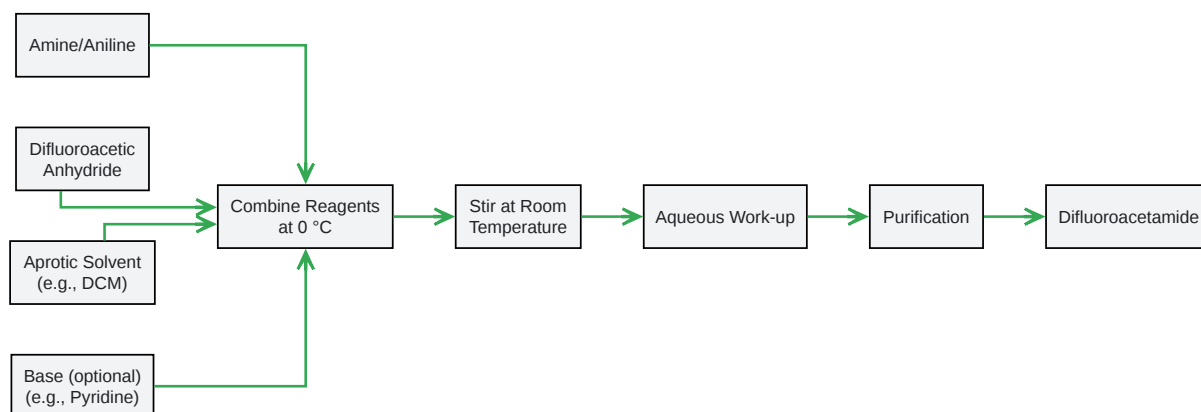 Amine/Aniline
Difluoroacetic
Anhydride
Aprotic Solvent
(e.g., DCM)
Base (optional)
(e.g., Pyridine)
Combine Reagents
at 0 °C
Stir at Room
Temperature
Aqueous Work-up
Purification
Difluoroacetamide